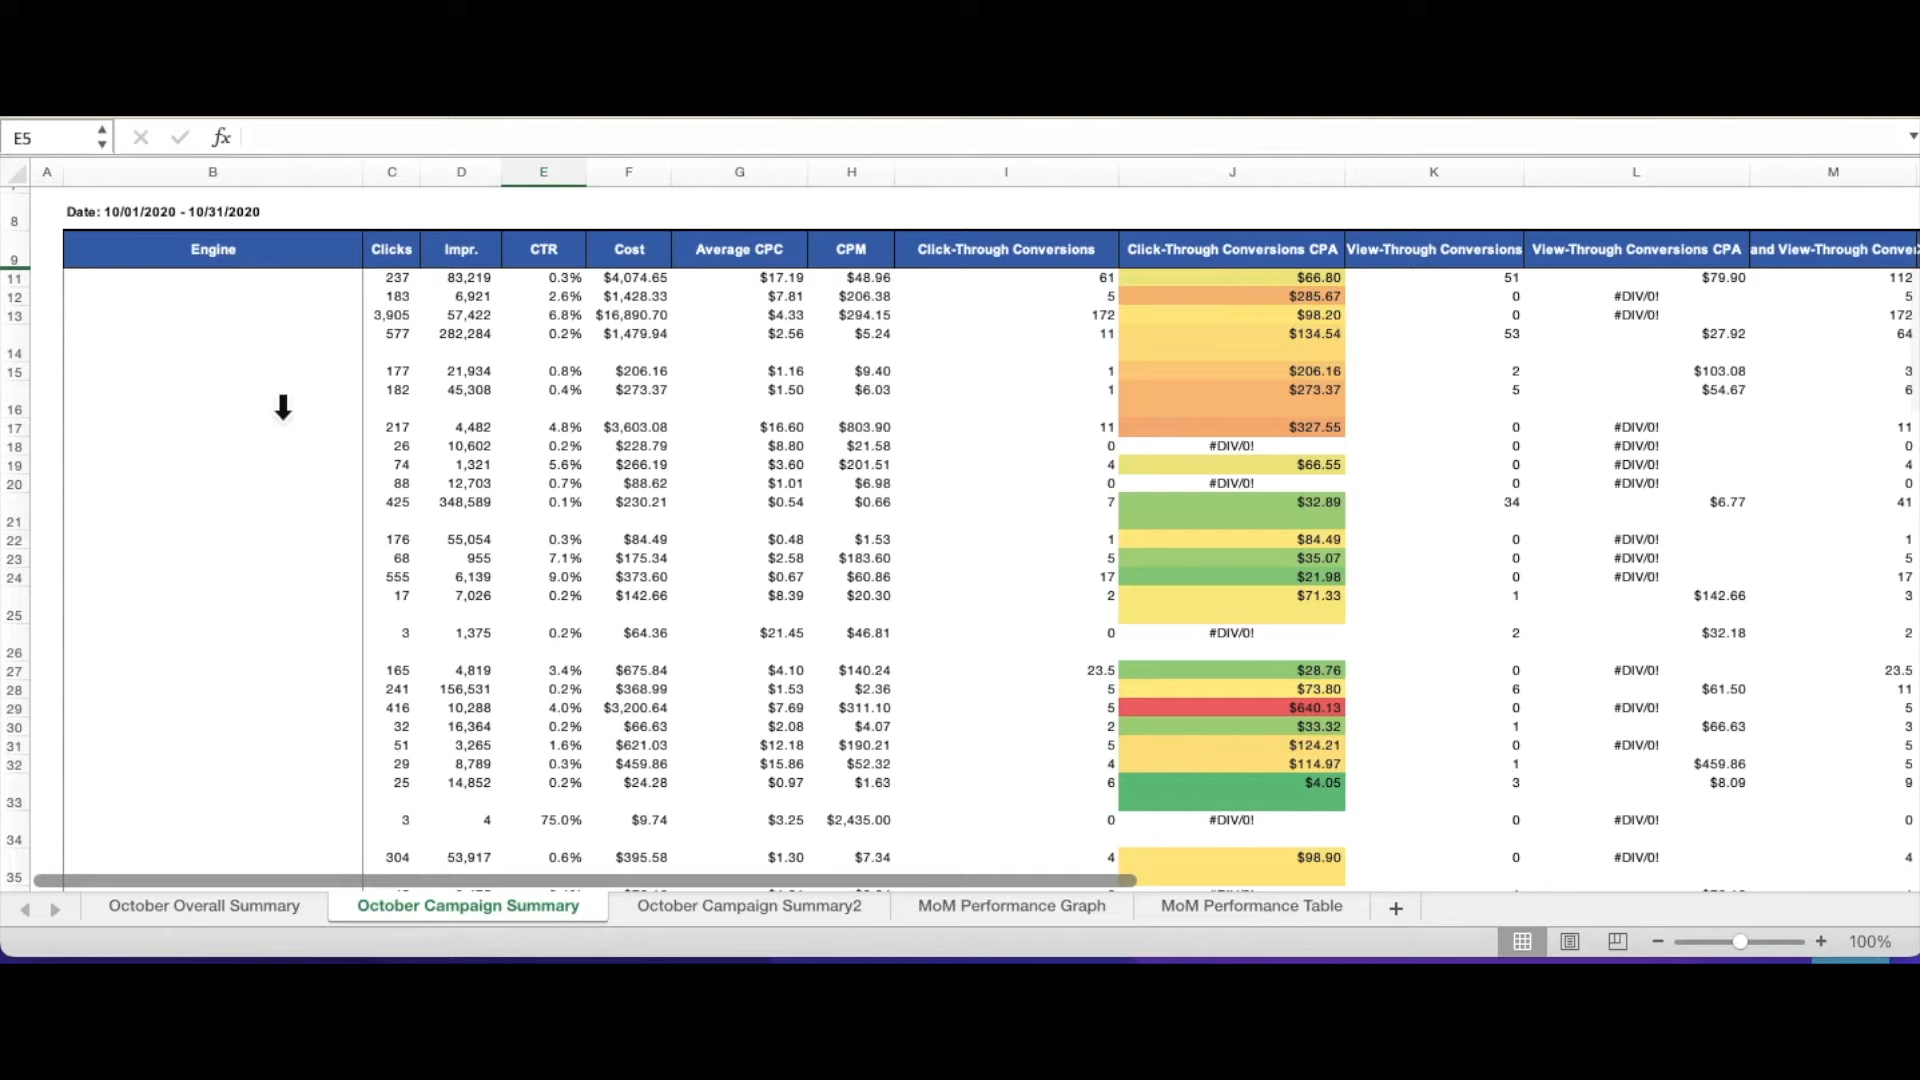 E5 fx
A B C D E F G H I J K L M
8 Date: 10/01/2020 - 10/31/2020
9 Engine Clicks Impr. CTR Cost Average CPC CPM Click-Through Conversions Click-Through Conversions CPA View-Through Conversions View-Through Conversions CPA and View-Through Conve
11 237 83,219 0.3% $4,074.65 $17.19 $48.96 61 $66.80 51 $79.90 112
12 183 6,921 2.6% $1,428.33 $7.81 $206.38 5 $285.67 0 #DIV/0! 5
13 3,905 57,422 6.8% $16,890.70 $4.33 $294.15 172 $98.20 0 #DIV/0! 172
14 577 282,284 0.2% $1,479.94 $2.56 $5.24 11 $134.54 53 $27.92 64
15 177 21,934 0.8% $206.16 $1.16 $9.40 1 $206.16 2 $103.08 3
16 182 45,308 0.4% $273.37 $1.50 $6.03 1 $273.37 5 $54.67 6
17 217 4,482 4.8% $3,603.08 $16.60 $803.90 11 $327.55 0 #DIV/0! 11
18 26 10,602 0.2% $228.79 $8.80 $21.58 0 #DIV/0! 0 #DIV/0! 0
19 74 1,321 5.6% $266.19 $3.60 $201.51 4 $66.55 0 #DIV/0! 4
20 88 12,703 0.7% $88.62 $1.01 $6.98 0 #DIV/0! 0 #DIV/0! 0
21 425 348,589 0.1% $230.21 $0.54 $0.66 7 $32.89 34 $6.77 41
22 176 55,054 0.3% $84.49 $0.48 $1.53 1 $84.49 0 #DIV/0! 1
23 68 955 7.1% $175.34 $2.58 $183.60 5 $35.07 0 #DIV/0! 5
24 555 6,139 9.0% $373.60 $0.67 $60.86 17 $21.98 0 #DIV/0! 17
25 17 7,026 0.2% $142.66 $8.39 $20.30 2 $71.33 1 $142.66 3
26 3 1,375 0.2% $64.36 $21.45 $46.81 0 #DIV/0! 2 $32.18 2
27 165 4,819 3.4% $675.84 $4.10 $140.24 23.5 $28.76 0 #DIV/0! 23.5
28 241 156,531 0.2% $368.99 $1.53 $2.36 5 $73.80 6 $61.50 11
29 416 10,288 4.0% $3,200.64 $7.69 $311.10 5 $640.13 0 #DIV/0! 5
30 32 16,364 0.2% $66.63 $2.08 $4.07 2 $33.32 1 $66.63 3
31 51 3,265 1.6% $621.03 $12.18 $190.21 5 $124.21 0 #DIV/0! 5
32 29 8,789 0.3% $459.86 $15.86 $52.32 4 $114.97 1 $459.86 5
33 25 14,852 0.2% $24.28 $0.97 $1.63 6 $4.05 3 $8.09 9
34 3 4 75.0% $9.74 $3.25 $2,435.00 0 #DIV/0! 0 #DIV/0! 0
35 304 53,917 0.6% $395.58 $1.30 $7.34 4 $98.90 0 #DIV/0! 4
October Overall Summary October Campaign Summary October Campaign Summary2 MoM Performance Graph MoM Performance Table +
− + 100%